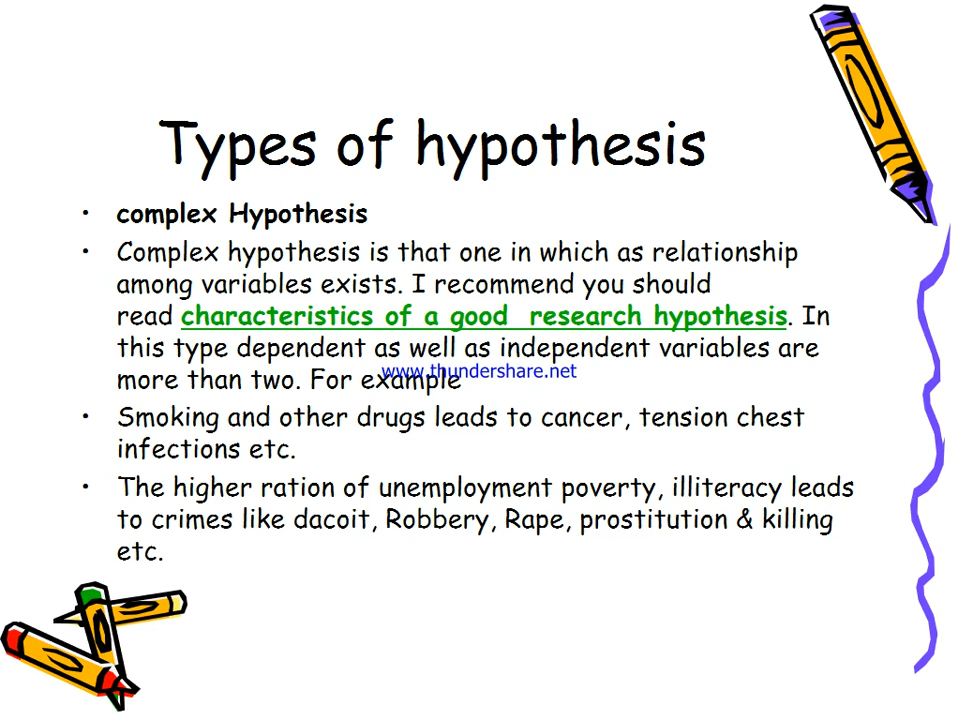 Types of hypothesis
• complex Hypothesis
• Complex hypothesis is that one in which as relationship
among variables exists. I recommend you should
read characteristics of a good research hypothesis. In
this type dependent as well as independent variables are
more than two. For example
www.thundershare.net
• Smoking and other drugs leads to cancer, tension chest
infections etc.
• The higher ration of unemployment poverty, illiteracy leads
to crimes like dacoit, Robbery, Rape, prostitution & killing
etc.